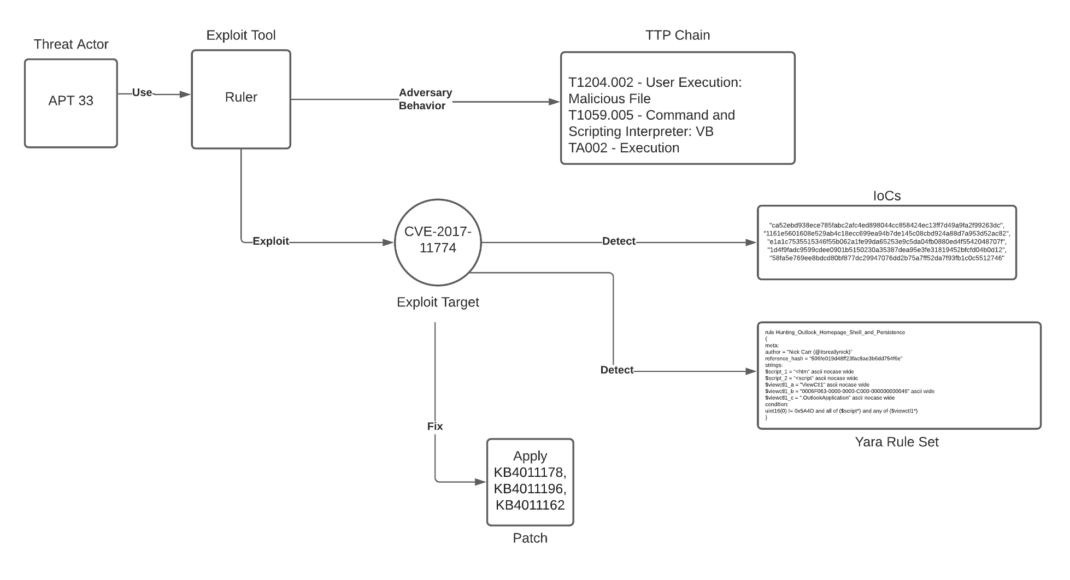 Threat Actor
APT 33
Use
Exploit Tool
Ruler
Adversary
Behavior
TTP Chain
T1204.002 - User Execution:
Malicious File
T1059.005 - Command and
Scripting Interpreter: VB
TA002 - Execution
Exploit
CVE-2017-
11774
Exploit Target
Detect
IoCs
"ca52ebd938ece785fabc2afc4ed898044cc858424ec13ff7d49a9fa2f99263dc",
"1161e5601608e529ab4c18ecc699ea94b7de145c08cbd924a88d7a953d52ac82",
"e1a1c7535515346f55b062a1fe99da65253e9c5da04fb0880ed4f5542048707f",
"1d4f9fadc9599cdee0901b5150230a35387dea95e3fe31819452bfcfd04b0d12",
"58fa5e769ee8bdcd80bf877dc29947076dd2b75a7ff52da7f93fb1c0c5512746"
Detect
rule Hunting_Outlook_Homepage_Shell_and_Persistence
{
meta:
author = "Nick Carr (@itsreallynick)"
reference_hash =
strings:
$script_1 = "<htm" ascii nocase wide
$script_2 = "<script" ascii nocase wide
$viewctl1_a = "ViewCtl1" ascii nocase wide
$viewctl1_b = "0006F063-0000-0000-C000-000000000046" ascii wide
$viewctl1_c = ".OutlookApplication" ascii nocase wide
condition:
uint16(0) != 0x5A4D and all of ($script*) and any of ($viewctl1*)
}
Yara Rule Set
Fix
Apply
KB4011178,
KB4011196,
KB4011162
Patch